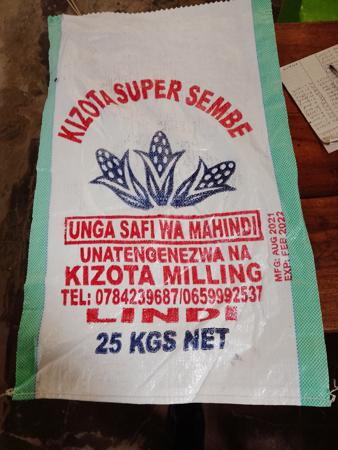 KIZOTA SUPER SEMBE
UNGA SAFI WA MAHINDI
UNATENGENEZWA NA
KIZOTA MILLING
TEL: 0784239687/0659992537
LINDI
25 KGS NET
MFG: AUG 2021
EXP: FEB 2022